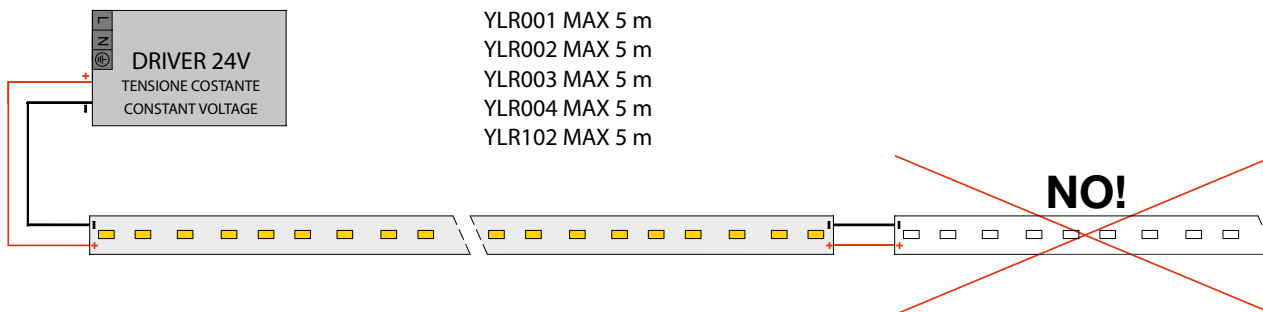 L
N
DRIVER 24V
TENSIONE COSTANTE
CONSTANT VOLTAGE
+
-
YLR001 MAX 5 m
YLR002 MAX 5 m
YLR003 MAX 5 m
YLR004 MAX 5 m
YLR102 MAX 5 m
NO!
- - -
+ + +